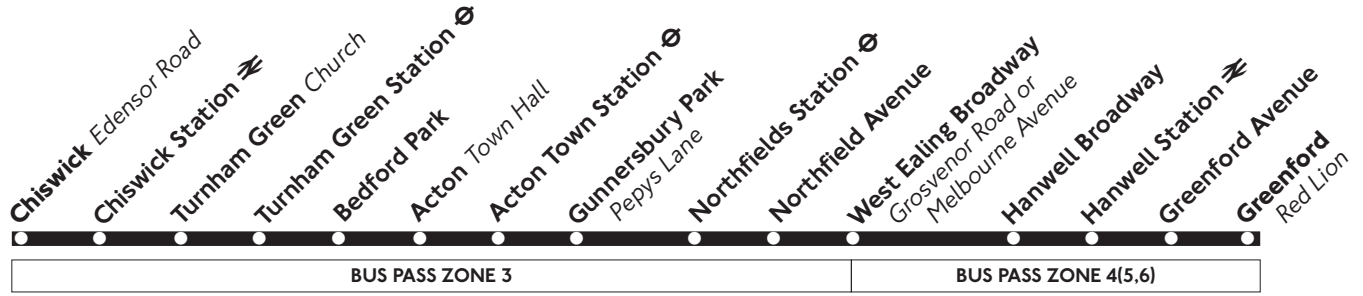 Chiswick Edensor Road
Chiswick Station
Turnham Green Church
Turnham Green Station
Bedford Park
Acton Town Hall
Acton Town Station
Gunnersbury Park
Pepys Lane
Northfields Station
Northfield Avenue
West Ealing Broadway
Grosvenor Road or
Melbourne Avenue
Hanwell Broadway
Hanwell Station
Greenford Avenue
Greenford
Red Lion
BUS PASS ZONE 3
BUS PASS ZONE 4(5,6)